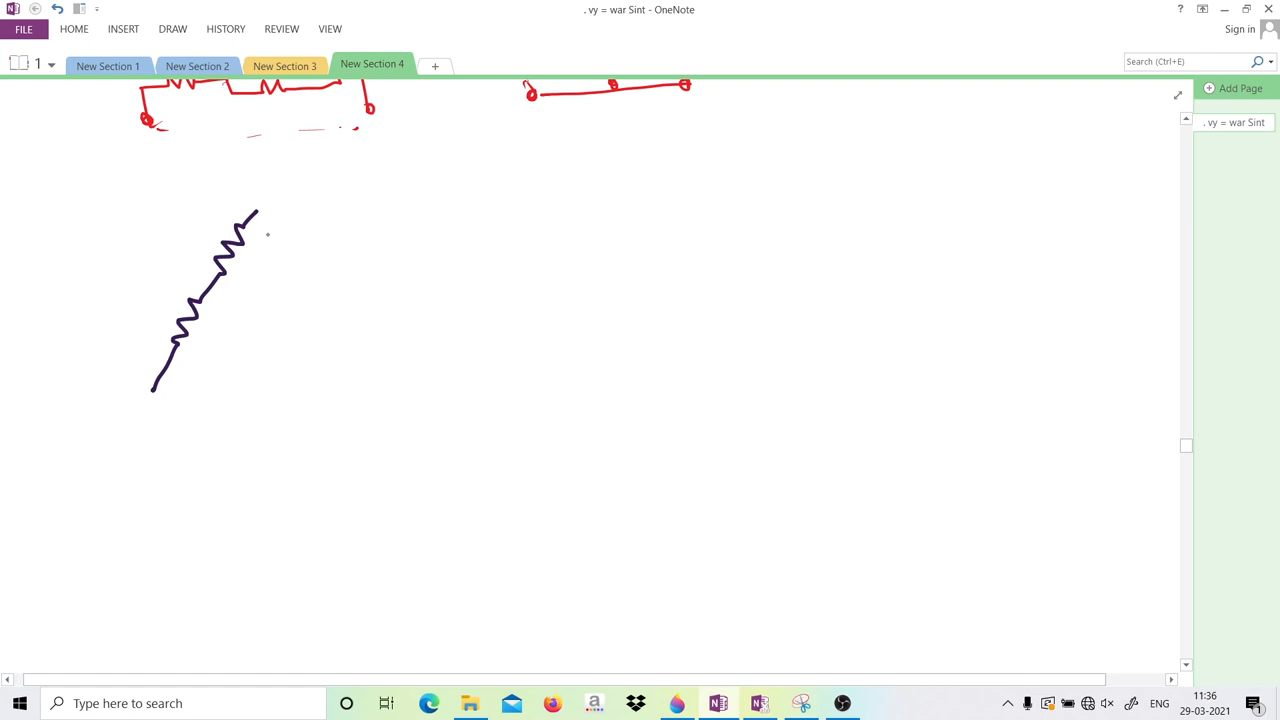 . vy = war Sint - OneNote
FILE HOME INSERT DRAW HISTORY REVIEW VIEW
Sign in
1 New Section 1 New Section 2 New Section 3 New Section 4
Search (Ctrl+E)
Add Page
. vy = war Sint
Type here to search
ENG
11:36
29-03-2021